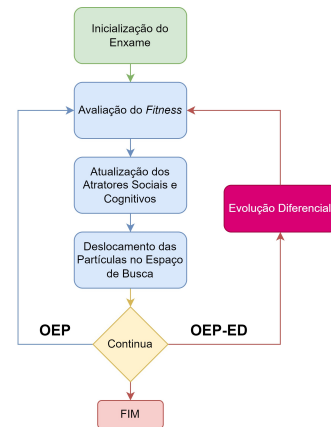 Inicialização do
Enxame
Avaliação do Fitness
Atualização dos
Atratores Sociais e
Cognitivos
Evolução Diferencial
Deslocamento das
Partículas no Espaço
de Busca
OEP
OEP-ED
Continua
FIM